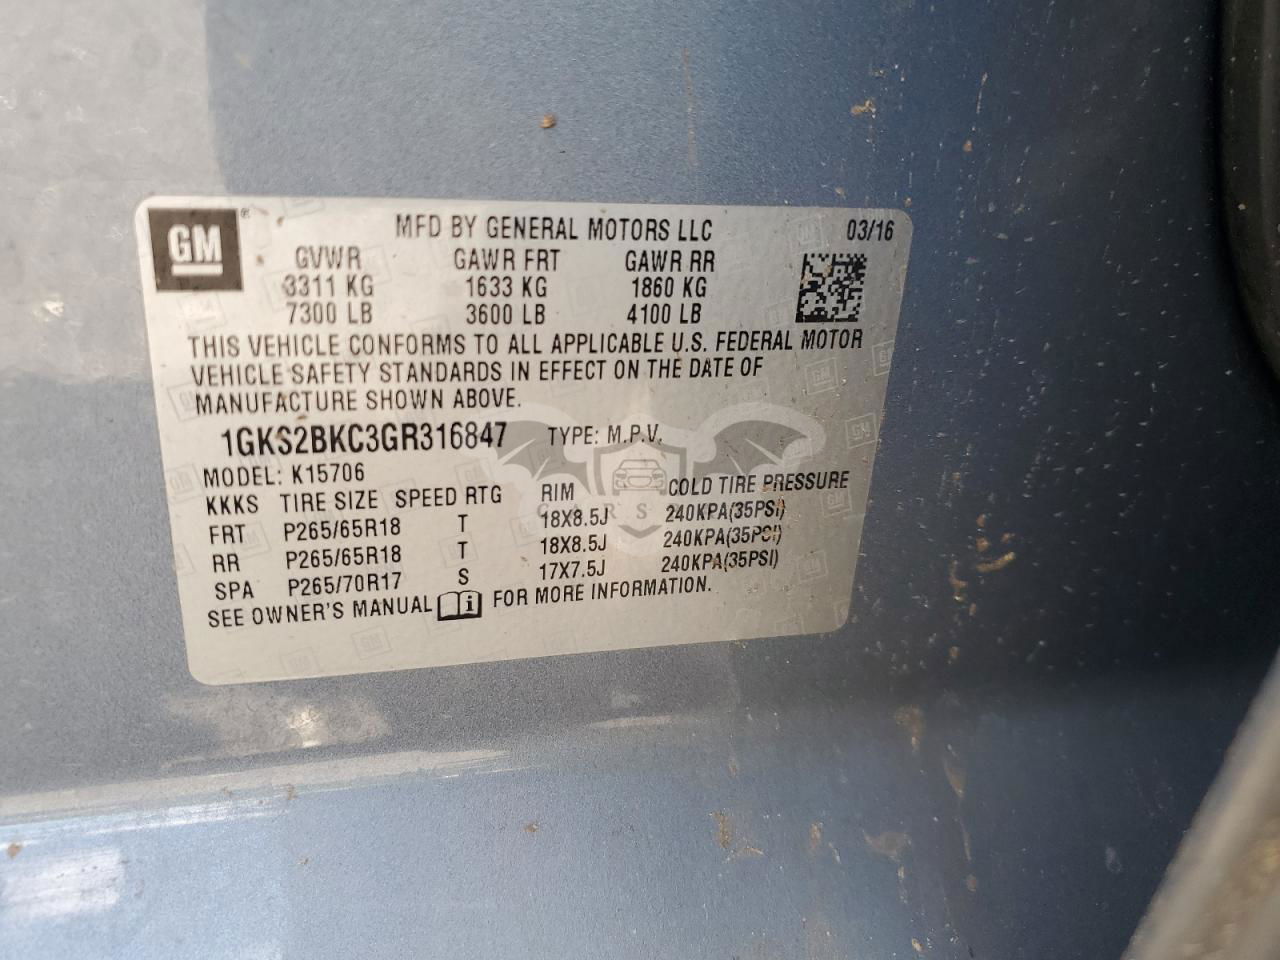 GM ®
MFD BY GENERAL MOTORS LLC 03/16
GVWR GAWR FRT GAWR RR
3311 KG 1633 KG 1860 KG
7300 LB 3600 LB 4100 LB
THIS VEHICLE CONFORMS TO ALL APPLICABLE U.S. FEDERAL MOTOR
VEHICLE SAFETY STANDARDS IN EFFECT ON THE DATE OF
MANUFACTURE SHOWN ABOVE.
1GKS2BKC3GR316847 TYPE: M.P.V.
MODEL: K15706
KKKS TIRE SIZE SPEED RTG RIM COLD TIRE PRESSURE
FRT P265/65R18 T 18X8.5J 240KPA(35PSI)
RR P265/65R18 T 18X8.5J 240KPA(35PSI)
SPA P265/70R17 S 17X7.5J 240KPA(35PSI)
SEE OWNER'S MANUAL i FOR MORE INFORMATION.
CARS